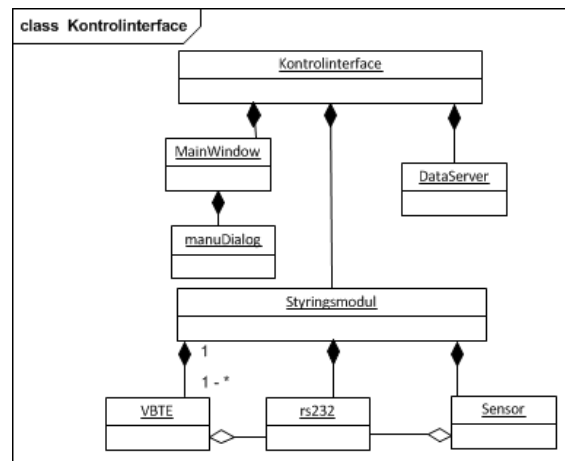 class Kontrolinterface
Kontrolinterface
MainWindow
DataServer
manuDialog
Styringsmodul
1
1 - *
VBTE
rs232
Sensor